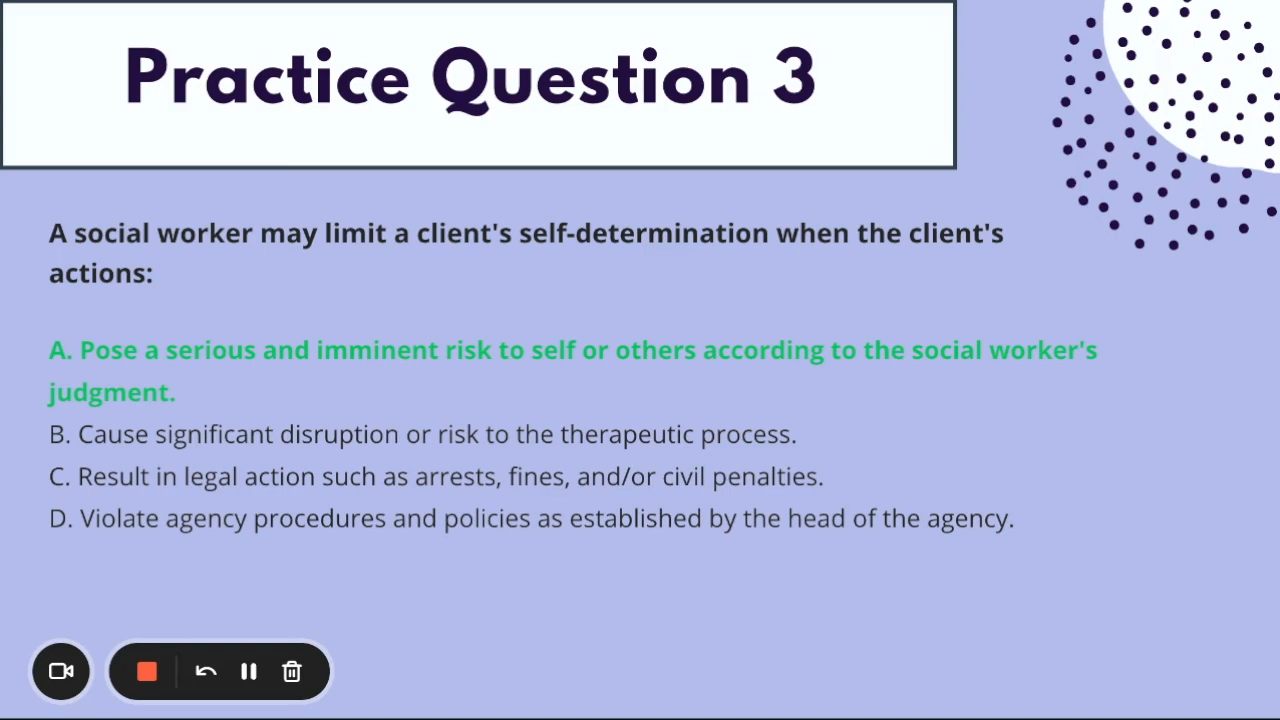 Practice Question 3
A social worker may limit a client's self-determination when the client's
actions:
A. Pose a serious and imminent risk to self or others according to the social worker's
judgment.
B. Cause significant disruption or risk to the therapeutic process.
C. Result in legal action such as arrests, fines, and/or civil penalties.
D. Violate agency procedures and policies as established by the head of the agency.